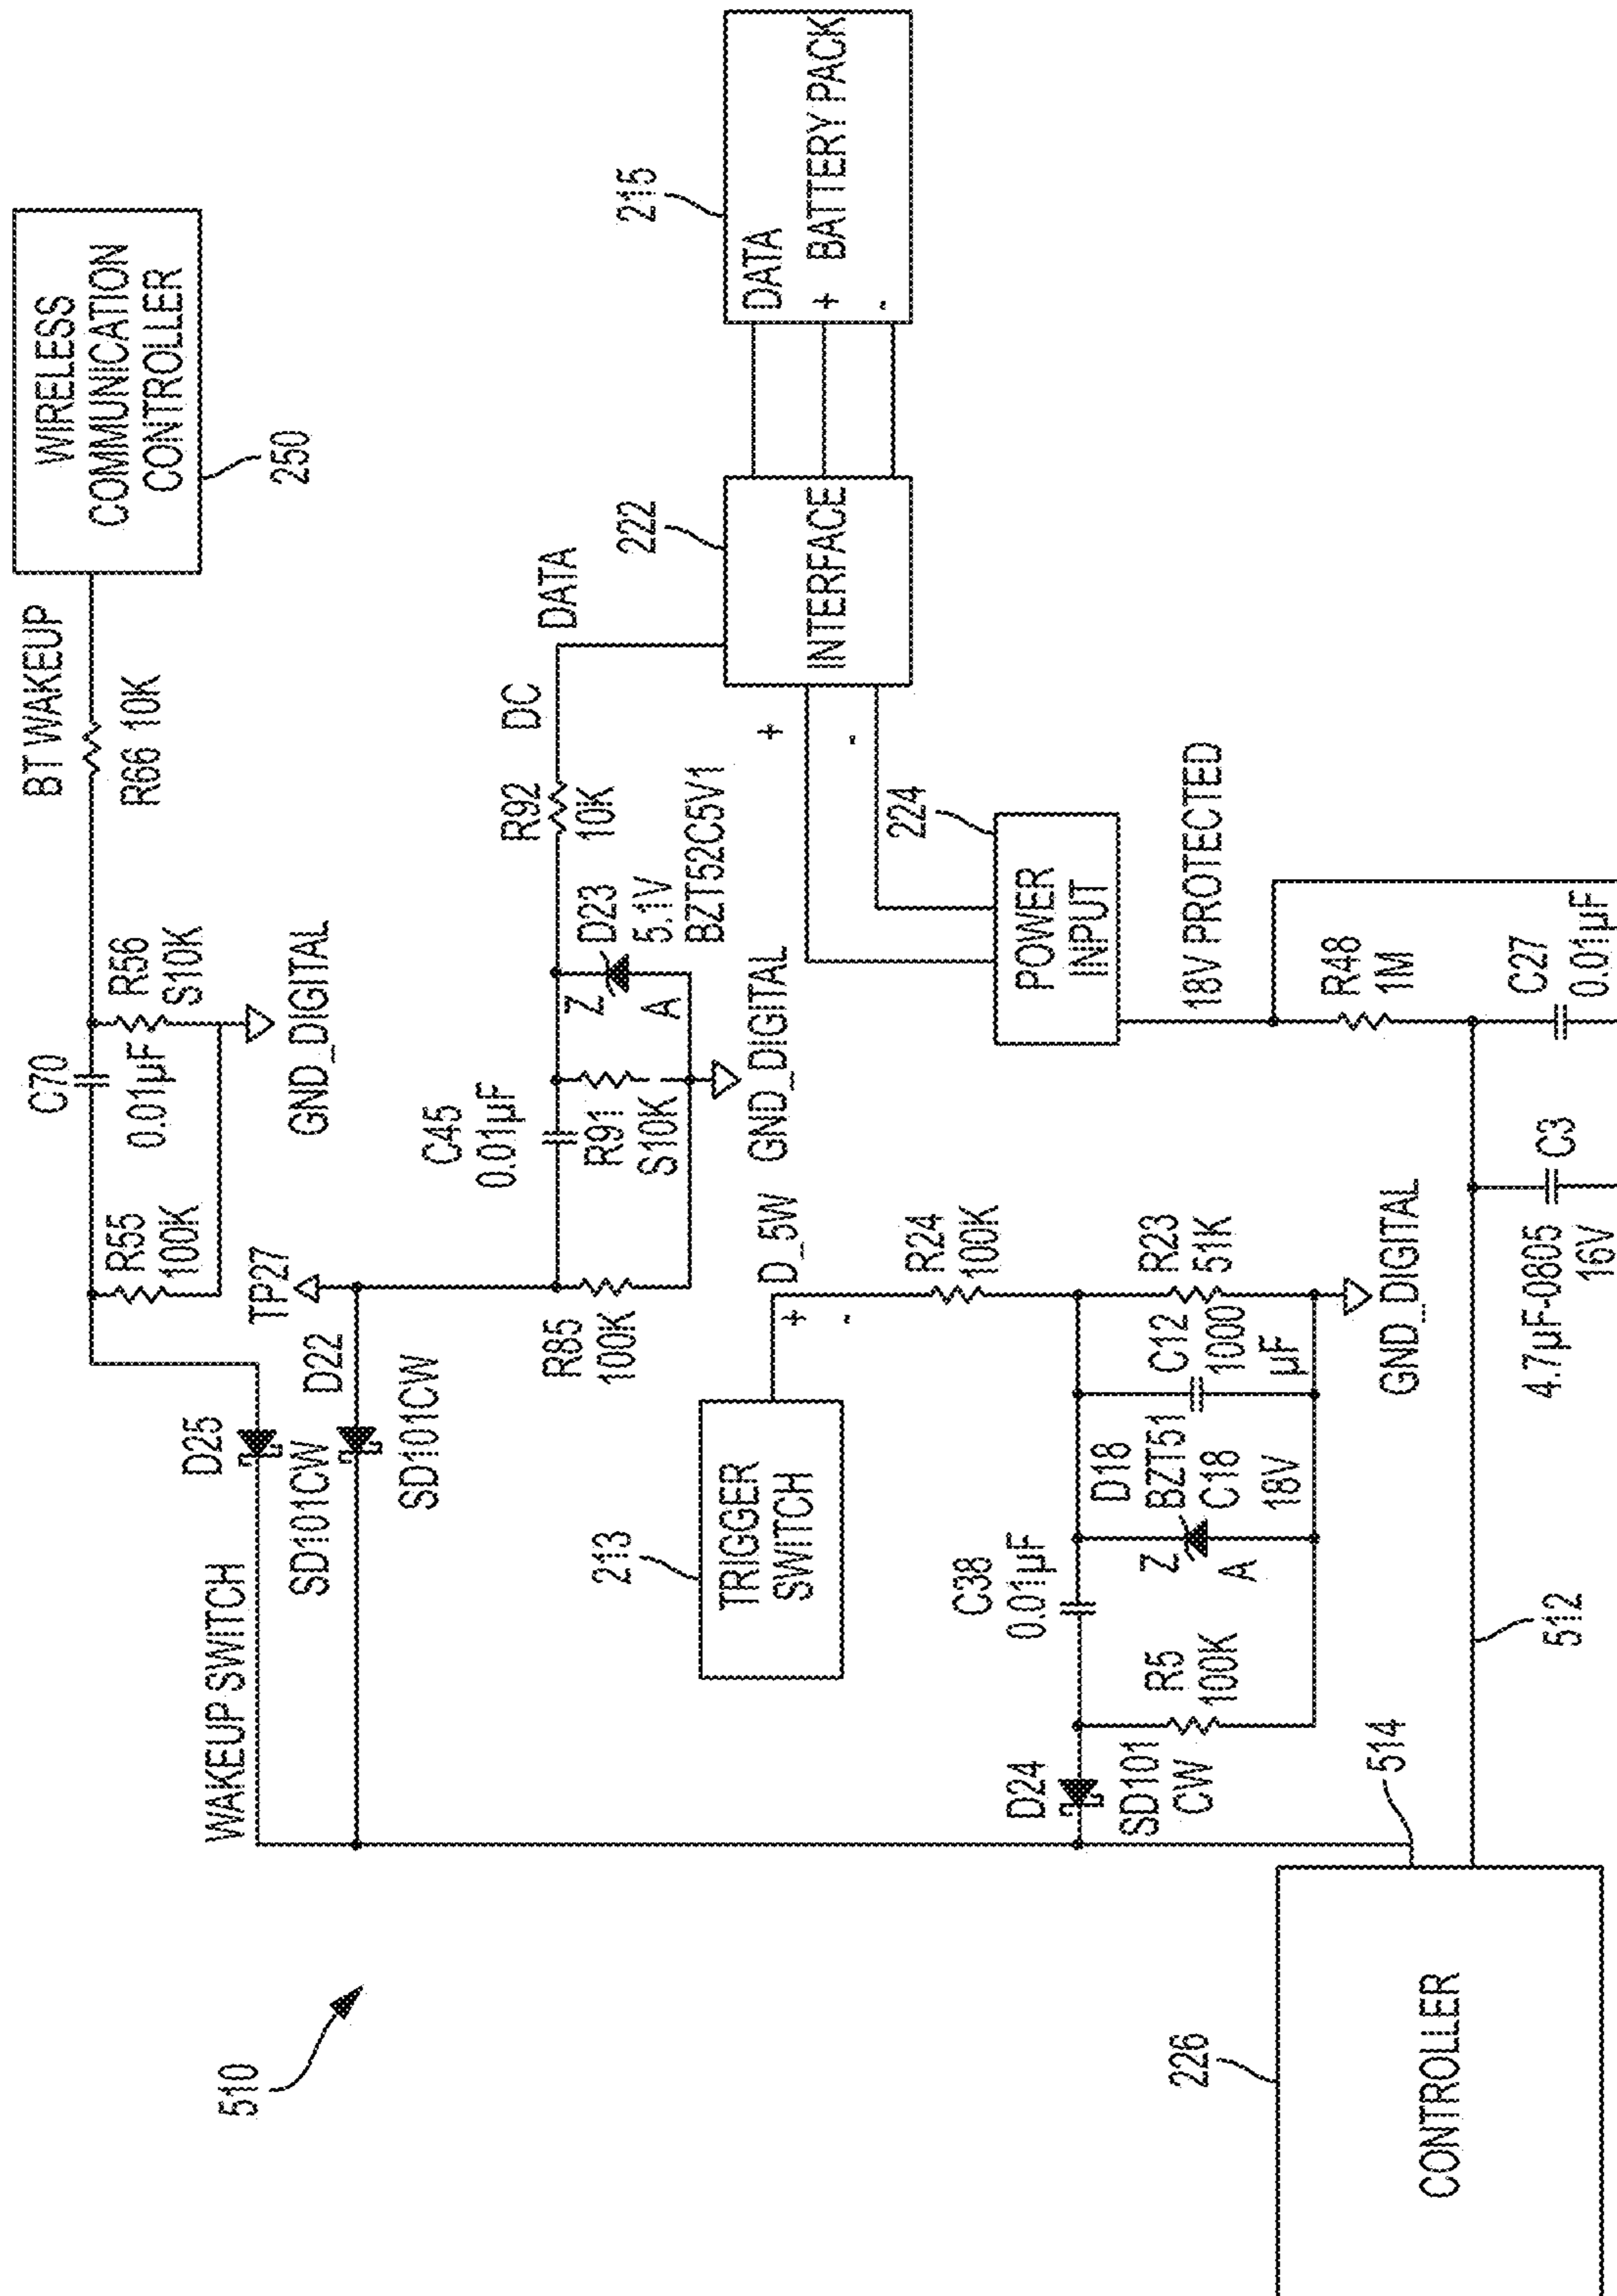 510
WAKEUP SWITCH
D25
SD101CW
D22
SD101CW
TP27
R55
100K
C70
0.01µF
R56
S10K
GND_DIGITAL
BT WAKEUP
R66 10K
WIRELESS
COMMUNICATION
CONTROLLER
250
R85
100K
C45
0.01µF
R91
S10K
GND_DIGITAL
D23
5.1V
BZT52C5V1
Z
A
R92
10K
DC
DATA
222
INTERFACE
215
DATA
+ BATTERY PACK
-
+
-
224
POWER
INPUT
18V PROTECTED
213
TRIGGER
SWITCH
D_5W
+
-
R24
100K
R23
51K
GND_DIGITAL
C12
1000
µF
D18
BZT51
C18
18V
Z
A
C38
0.01µF
R5
100K
D24
SD101
CW
R48
1M
C27
0.01µF
C3
4.7µF-0805
16V
512
514
226
CONTROLLER